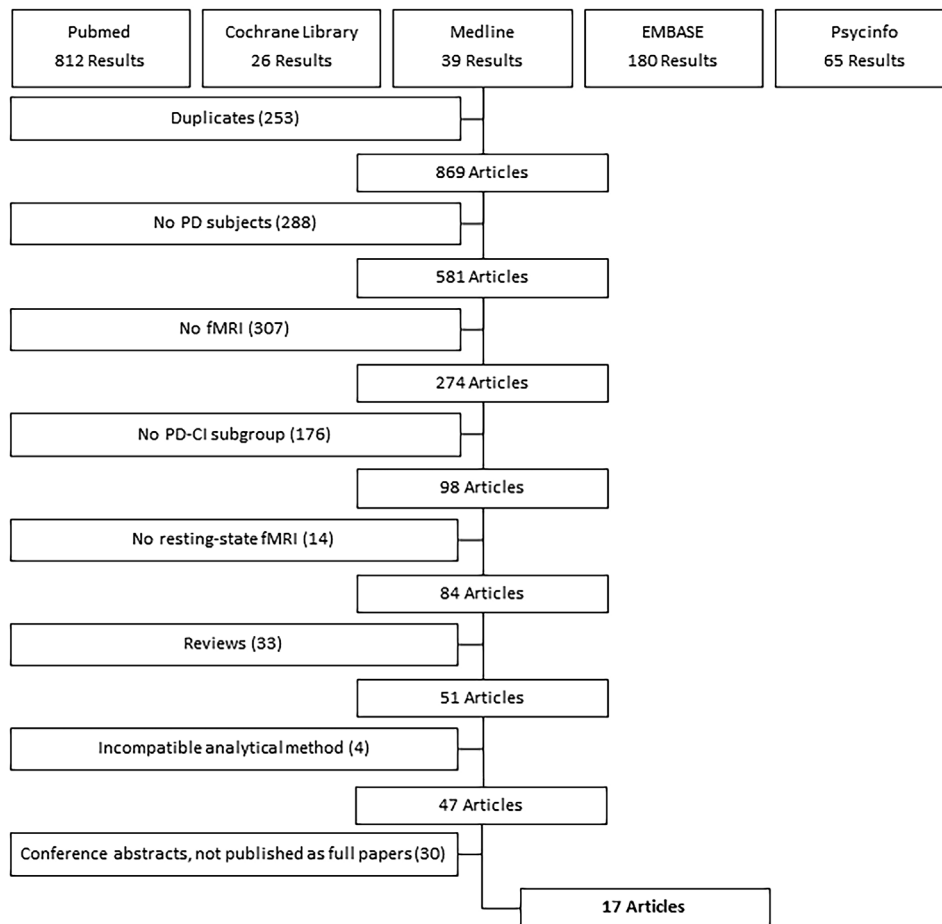 Pubmed
812 Results
Cochrane Library
26 Results
Medline
39 Results
EMBASE
180 Results
Psycinfo
65 Results
Duplicates (253)
869 Articles
No PD subjects (288)
581 Articles
No fMRI (307)
274 Articles
No PD-CI subgroup (176)
98 Articles
No resting-state fMRI (14)
84 Articles
Reviews (33)
51 Articles
Incompatible analytical method (4)
47 Articles
Conference abstracts, not published as full papers (30)
17 Articles